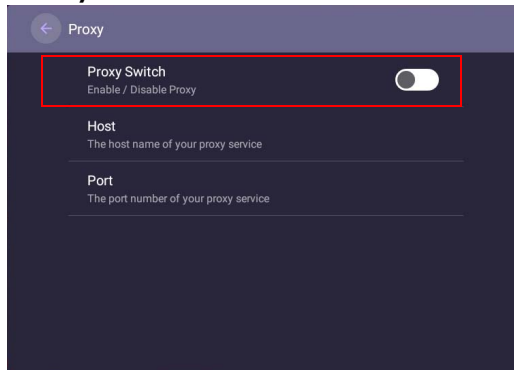 Proxy
Proxy Switch
Enable / Disable Proxy
Host
The host name of your proxy service
Port
The port number of your proxy service